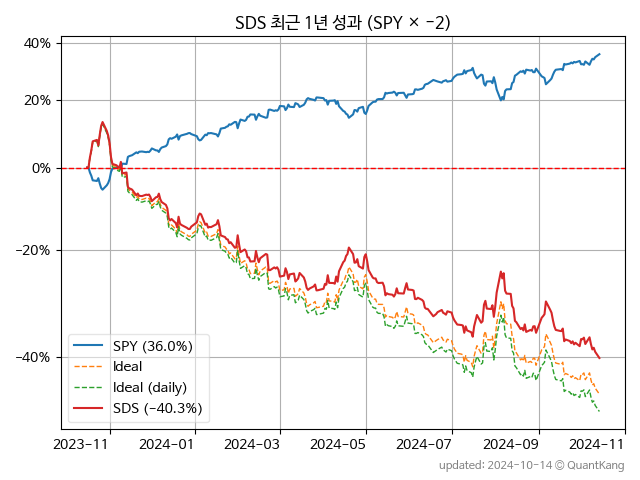 SDS 최근 1년 성과 (SPY × −2)
40%
20%
0%
−20%
−40%
SPY (36.0%)
Ideal
Ideal (daily)
SDS (−40.3%)
2023−11
2024−01
2024−03
2024−05
2024−07
2024−09
2024−11
updated: 2024-10-14 © QuantKang